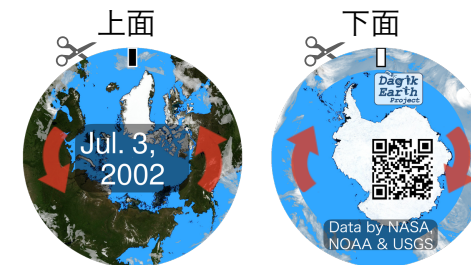 上面
下面
Jul. 3,
2002
Dagik
Earth
Project
Data by NASA,
NOAA & USGS